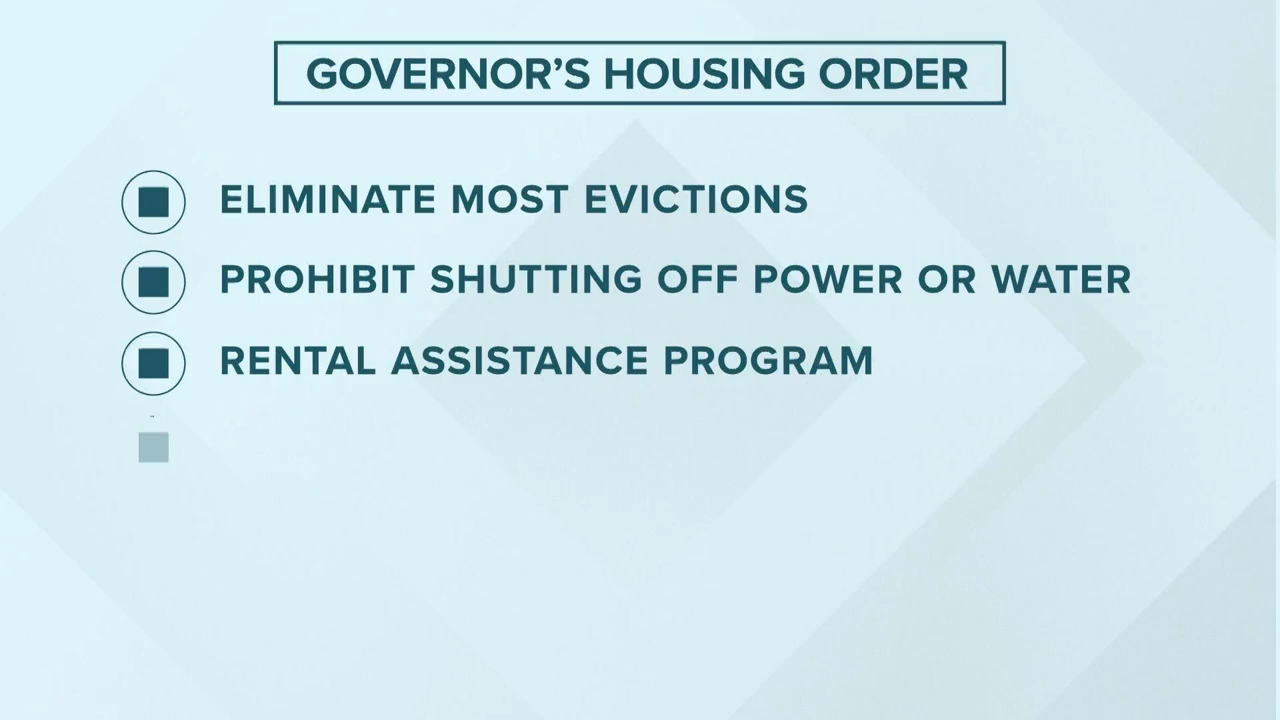 GOVERNOR’S HOUSING ORDER
ELIMINATE MOST EVICTIONS
PROHIBIT SHUTTING OFF POWER OR WATER
RENTAL ASSISTANCE PROGRAM